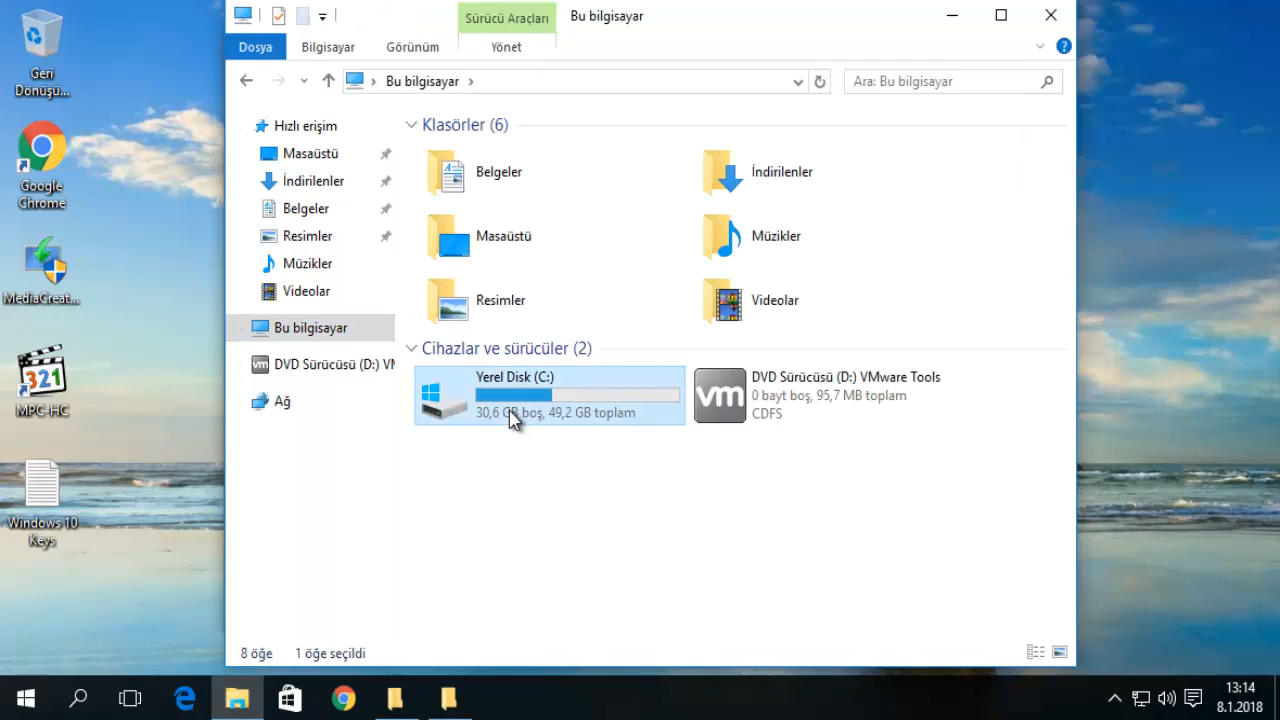 Sürücü Araçları
Bu bilgisayar
Dosya
Bilgisayar
Görünüm
Yönet
Bu bilgisayar
Ara: Bu bilgisayar
Geri
Dönüşü...
Google
Chrome
MediaCreat...
MPC-HC
Windows 10
Keys
Hızlı erişim
Masaüstü
İndirilenler
Belgeler
Resimler
Müzikler
Videolar
Bu bilgisayar
DVD Sürücüsü (D:) VM
Ağ
Klasörler (6)
Belgeler
İndirilenler
Masaüstü
Müzikler
Resimler
Videolar
Cihazlar ve sürücüler (2)
Yerel Disk (C:)
30,6 GB boş, 49,2 GB toplam
vm
DVD Sürücüsü (D:) VMware Tools
0 bayt boş, 95,7 MB toplam
CDFS
8 öğe
1 öğe seçildi
13:14
8.1.2018